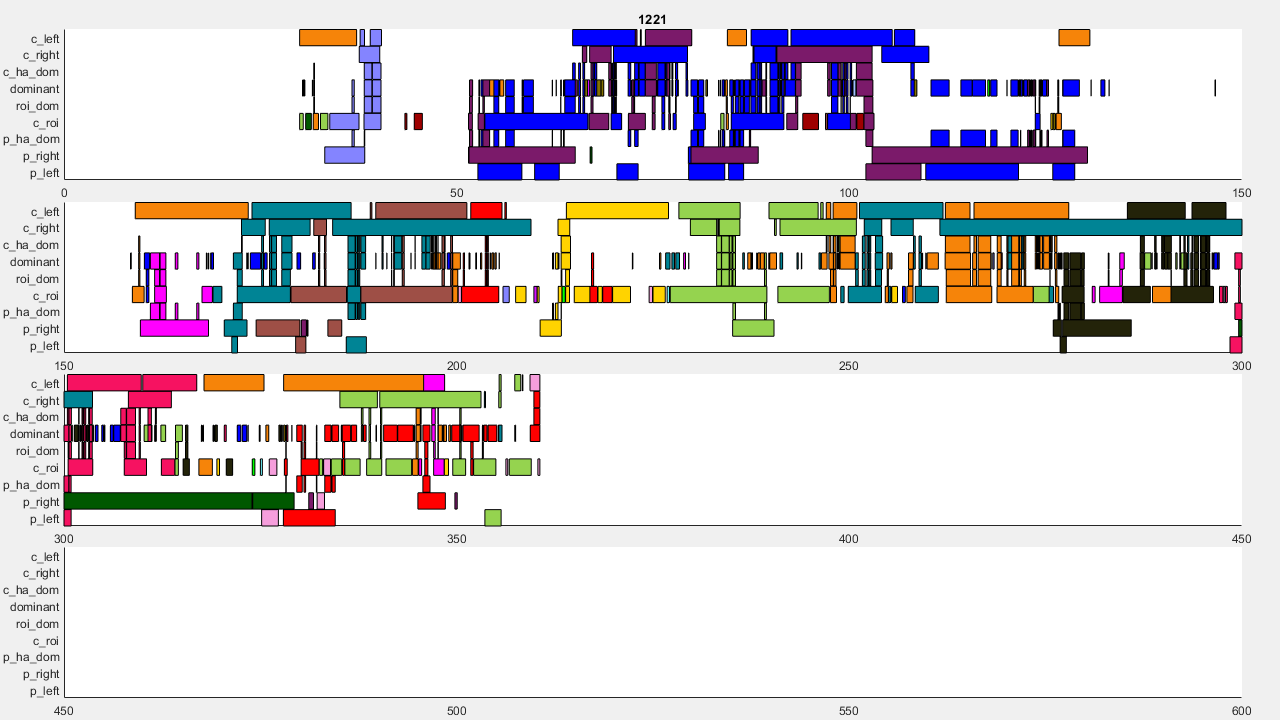 1221
c_left
c_right
c_ha_dom
dominant
roi_dom
c_roi
p_ha_dom
p_right
p_left
0 50 100 150
c_left
c_right
c_ha_dom
dominant
roi_dom
c_roi
p_ha_dom
p_right
p_left
150 200 250 300
c_left
c_right
c_ha_dom
dominant
roi_dom
c_roi
p_ha_dom
p_right
p_left
300 350 400 450
c_left
c_right
c_ha_dom
dominant
roi_dom
c_roi
p_ha_dom
p_right
p_left
450 500 550 600